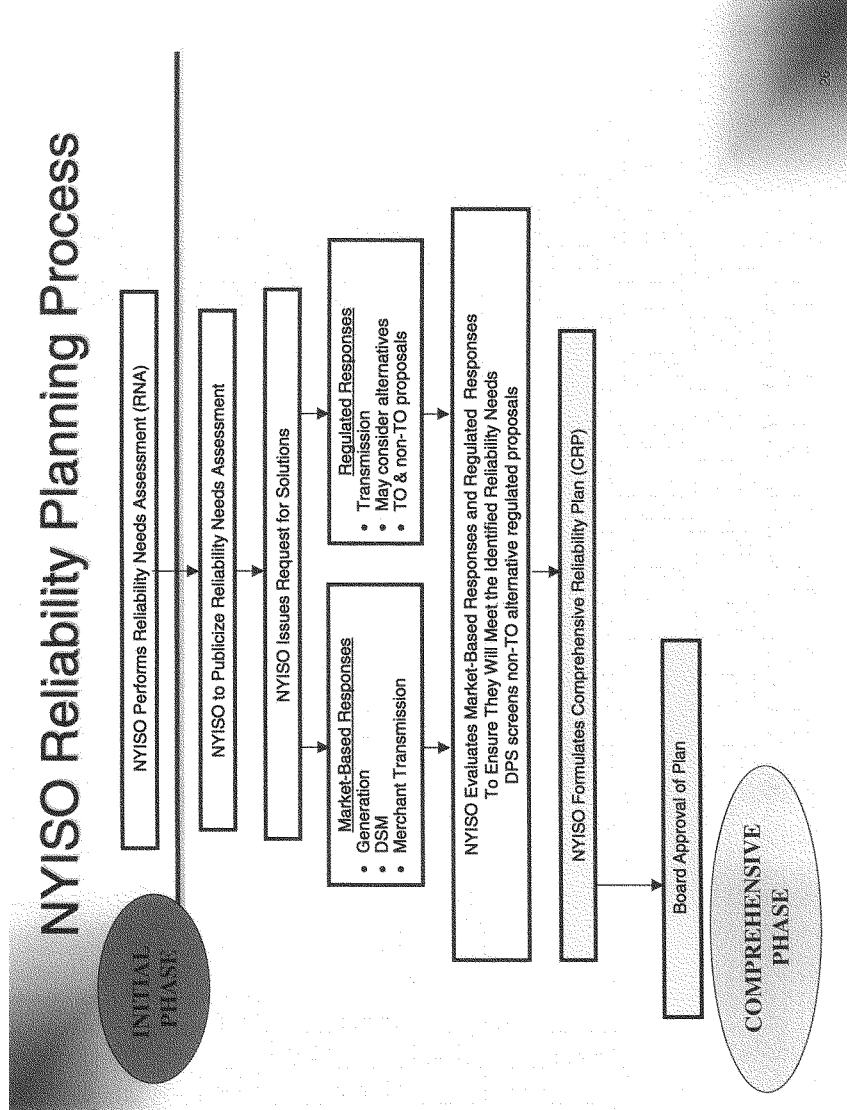 NYISO Reliability Planning Process
INITIAL
PHASE
NYISO Performs Reliability Needs Assessment (RNA)
NYISO to Publicize Reliability Needs Assessment
NYISO Issues Request for Solutions
Market-Based Responses
• Generation
• DSM
• Merchant Transmission
Regulated Responses
• Transmission
• May consider alternatives
• TO & non-TO proposals
NYISO Evaluates Market-Based Responses and Regulated Responses
To Ensure They Will Meet the Identified Reliability Needs
DPS screens non-TO alternative regulated proposals
NYISO Formulates Comprehensive Reliability Plan (CRP)
Board Approval of Plan
COMPREHENSIVE
PHASE
26